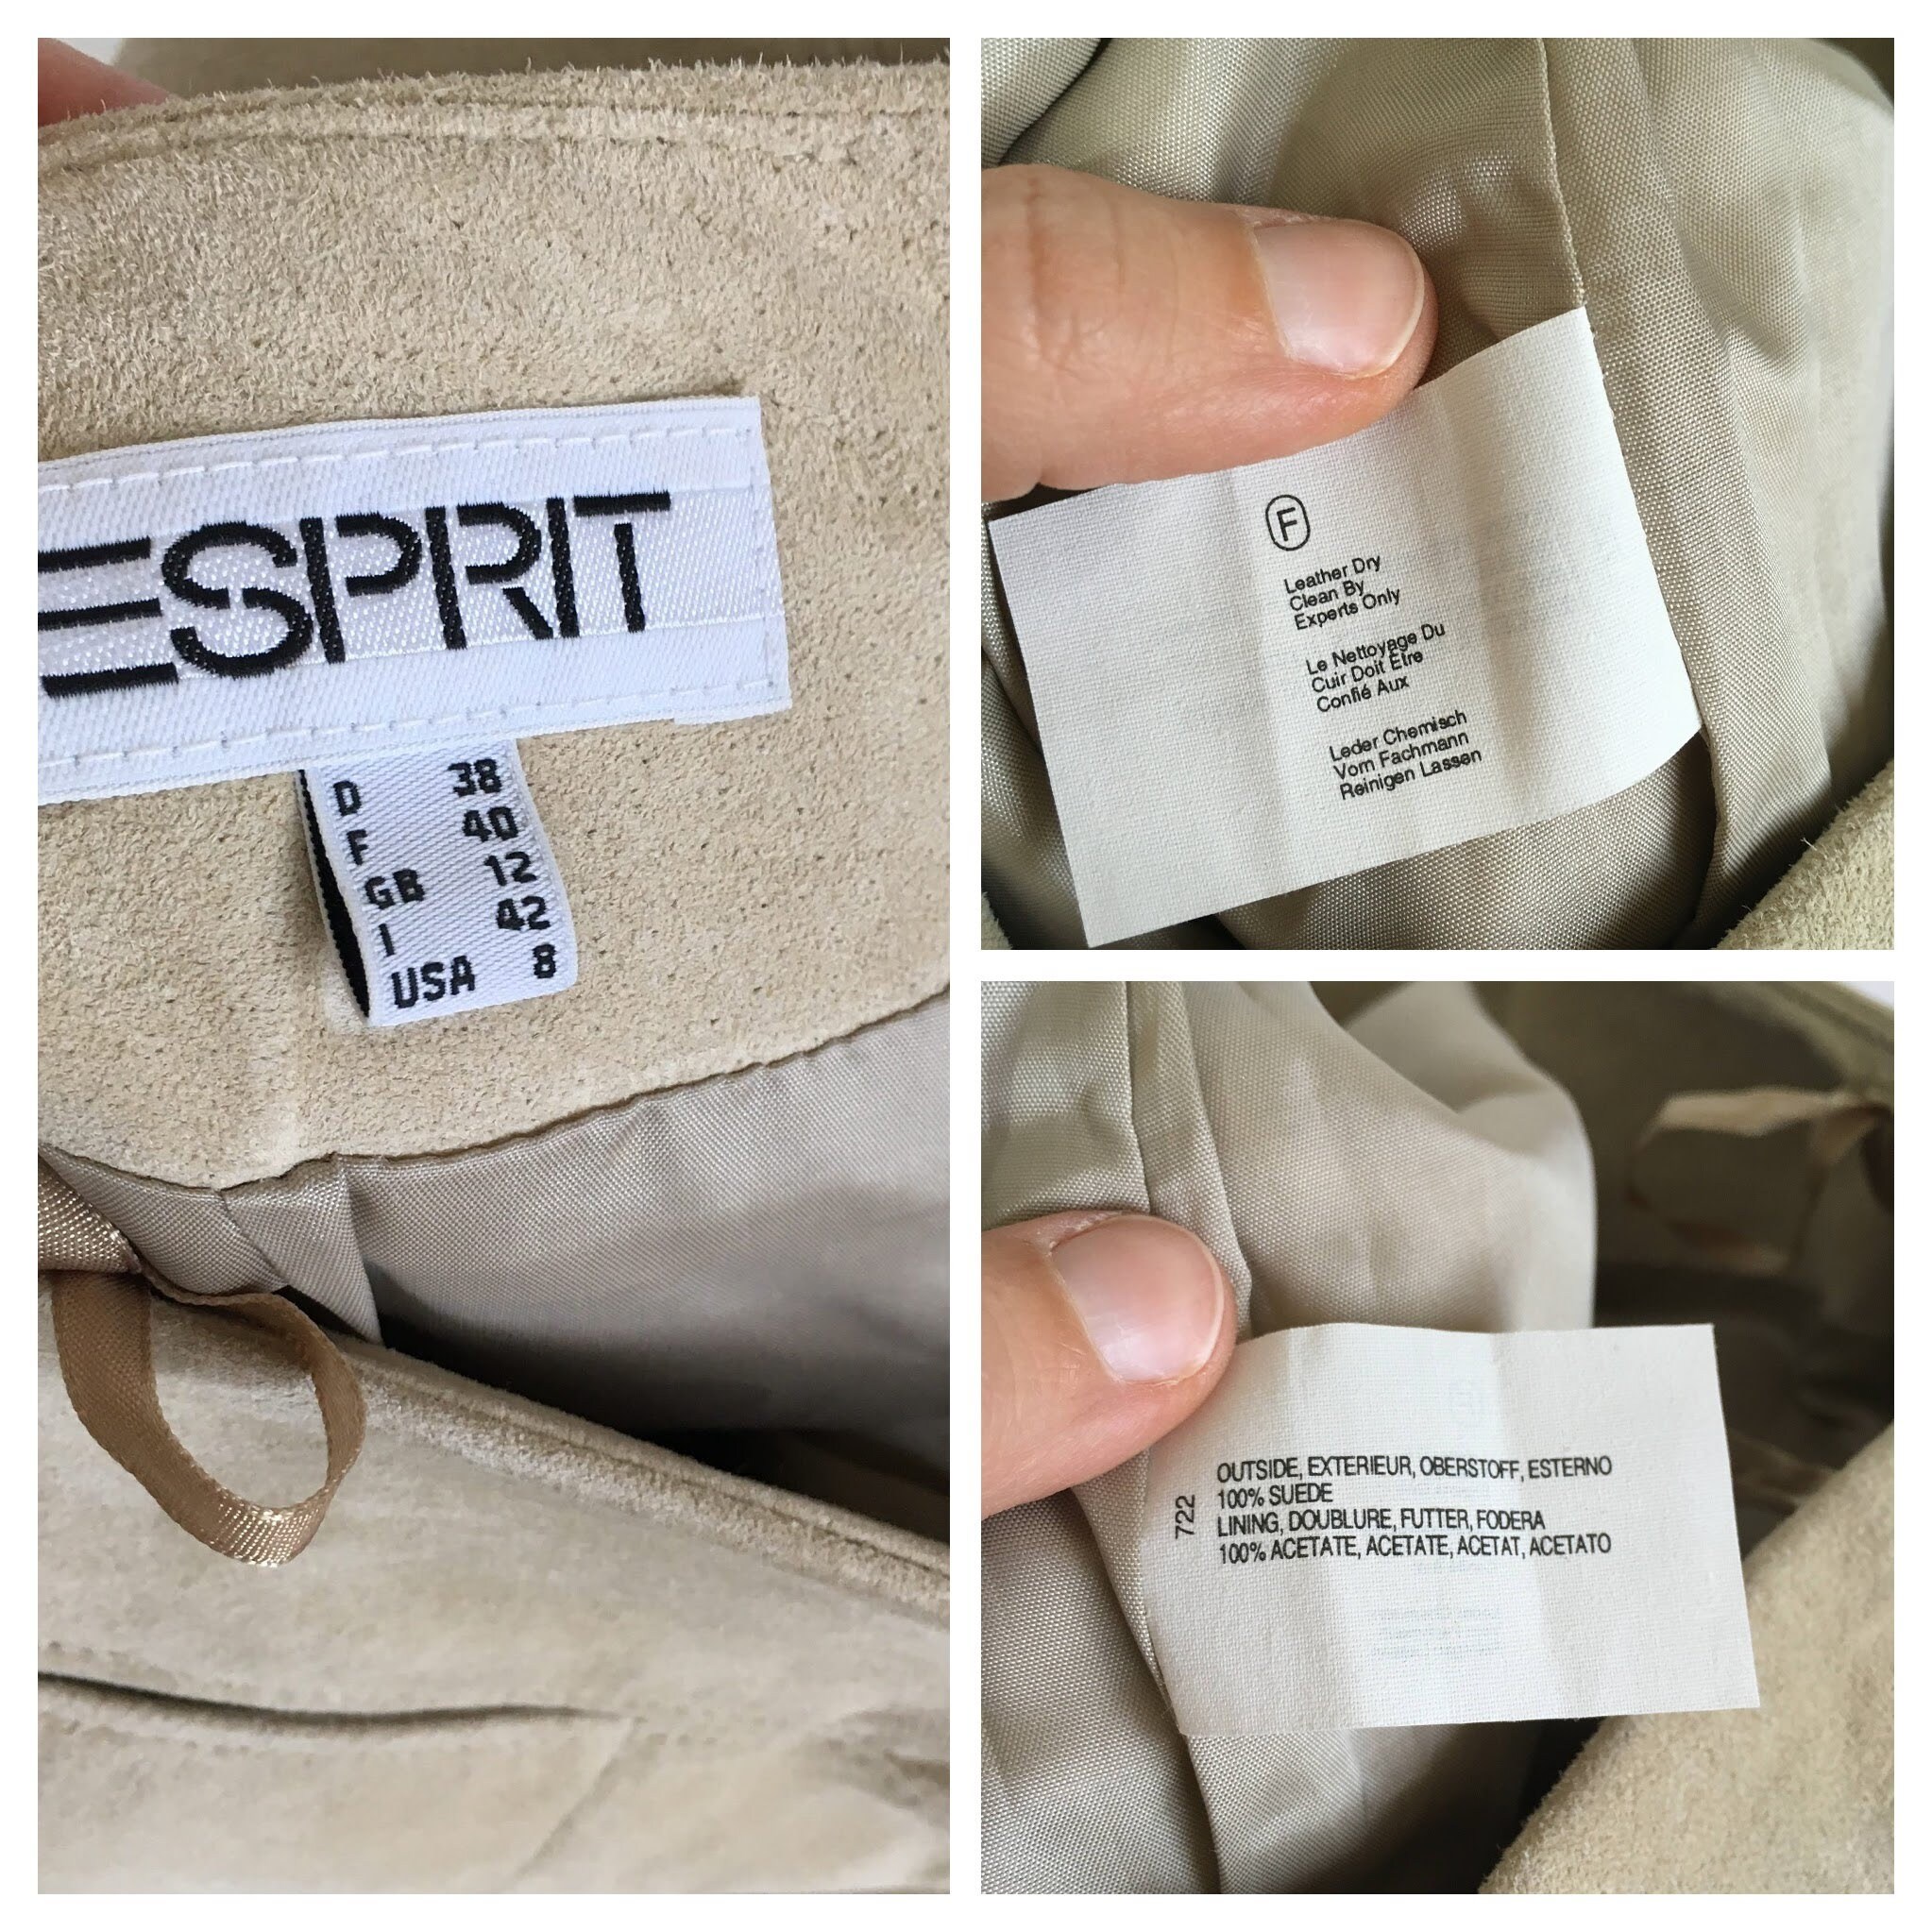 ESPRIT
D 38
F 40
GB 12
I 42
USA 8
F
Leather Dry
Clean By
Experts Only
Le Nettoyage Du
Cuir Doit Être
Confié Aux
Leder Chemisch
Vom Fachmann
Reinigen Lassen
722
OUTSIDE, EXTERIEUR, OBERSTOFF, ESTERNO
100% SUEDE
LINING, DOUBLURE, FUTTER, FODERA
100% ACETATE, ACETATE, ACETAT, ACETATO